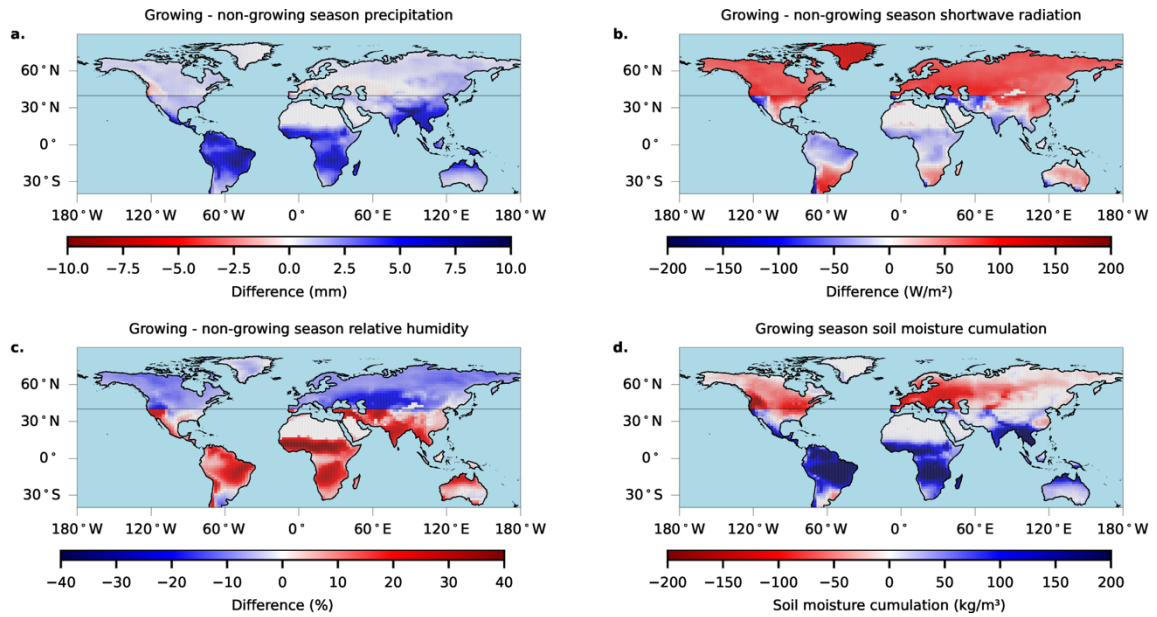 Growing - non-growing season precipitation
a.
60°N
30°N
0°
30°S
180°W 120°W 60°W 0° 60°E 120°E 180°W
−10.0 −7.5 −5.0 −2.5 0.0 2.5 5.0 7.5 10.0
Difference (mm)
Growing - non-growing season shortwave radiation
b.
60°N
30°N
0°
30°S
180°W 120°W 60°W 0° 60°E 120°E 180°W
−200 −150 −100 −50 0 50 100 150 200
Difference (W/m²)
Growing - non-growing season relative humidity
c.
60°N
30°N
0°
30°S
180°W 120°W 60°W 0° 60°E 120°E 180°W
−40 −30 −20 −10 0 10 20 30 40
Difference (%)
Growing season soil moisture cumulation
d.
60°N
30°N
0°
30°S
180°W 120°W 60°W 0° 60°E 120°E 180°W
−200 −150 −100 −50 0 50 100 150 200
Soil moisture cumulation (kg/m³)